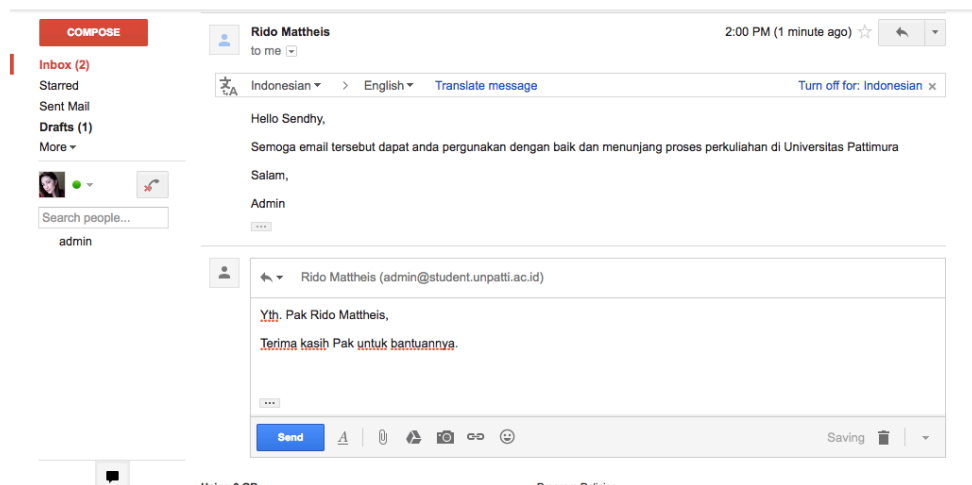 COMPOSE
Inbox (2)
Starred
Sent Mail
Drafts (1)
More
Search people...
admin
Rido Mattheis
2:00 PM (1 minute ago)
to me
Indonesian > English Translate message Turn off for: Indonesian x
Hello Sendhy,
Semoga email tersebut dapat anda pergunakan dengan baik dan menunjang proses perkuliahan di Universitas Pattimura
Salam,
Admin
Rido Mattheis (admin@student.unpatti.ac.id)
Yth. Pak Rido Mattheis,
Terima kasih Pak untuk bantuannya.
Send A Saving